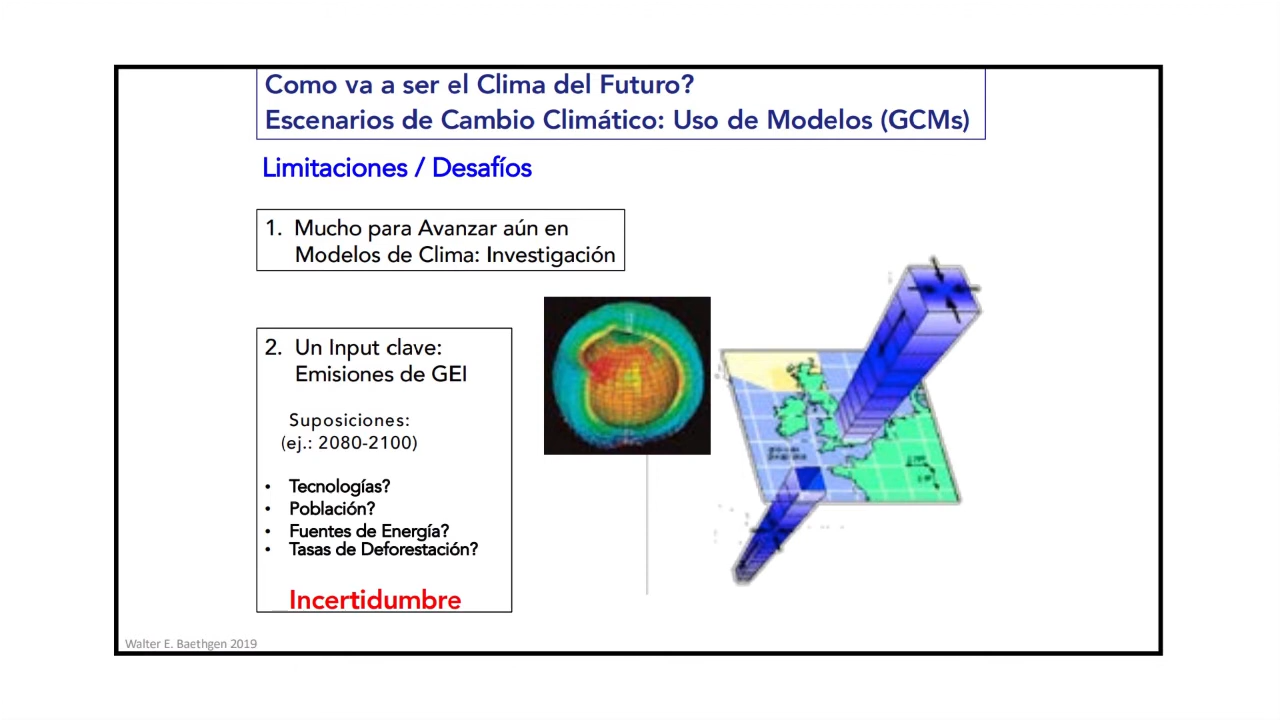 Como va a ser el Clima del Futuro?
Escenarios de Cambio Climático: Uso de Modelos (GCMs)
Limitaciones / Desafíos
1. Mucho para Avanzar aún en
Modelos de Clima: Investigación
2. Un Input clave:
Emisiones de GEI
Suposiciones:
(ej.: 2080-2100)
• Tecnologías?
• Población?
• Fuentes de Energía?
• Tasas de Deforestación?
Incertidumbre
Walter E. Baethgen 2019